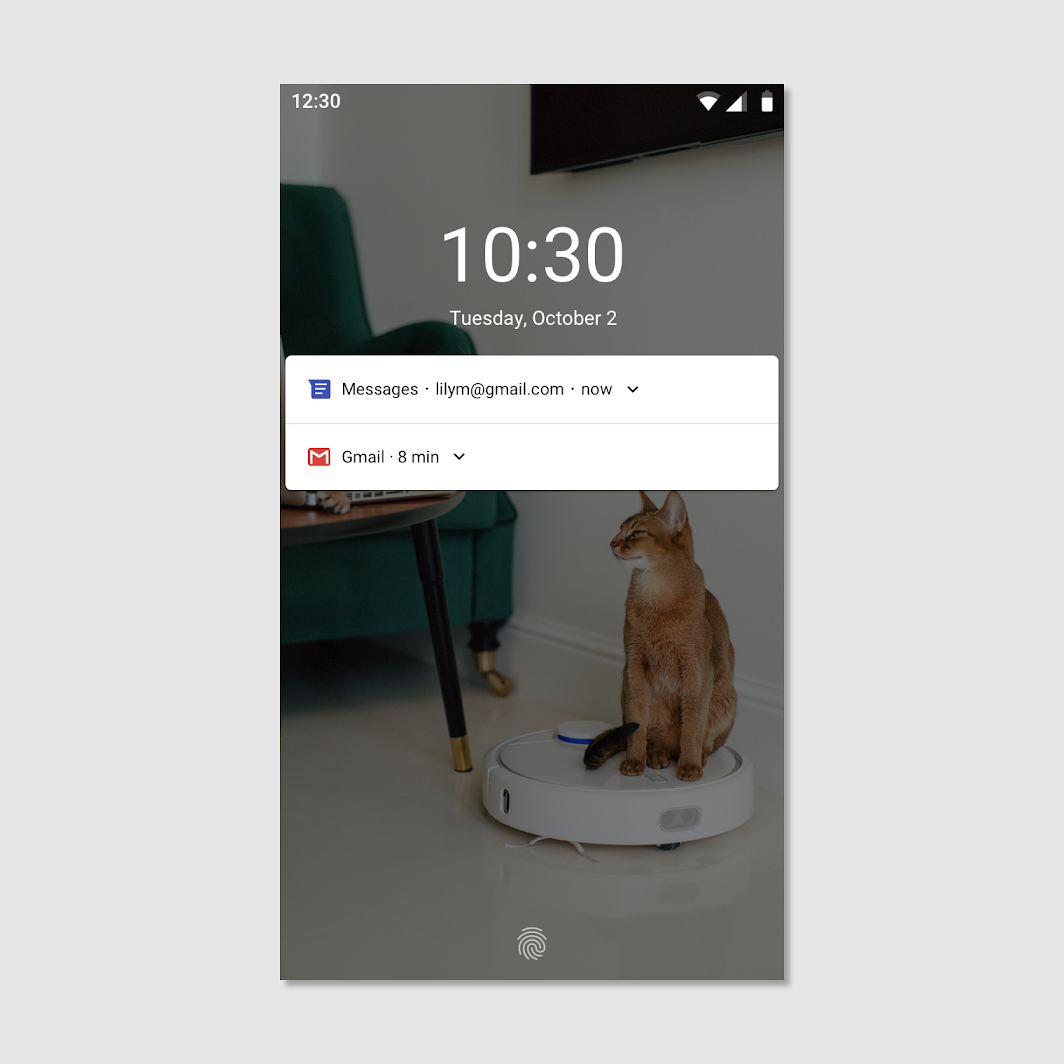 12:30
10:30
Tuesday, October 2
Messages · lilym@gmail.com · now
Gmail · 8 min